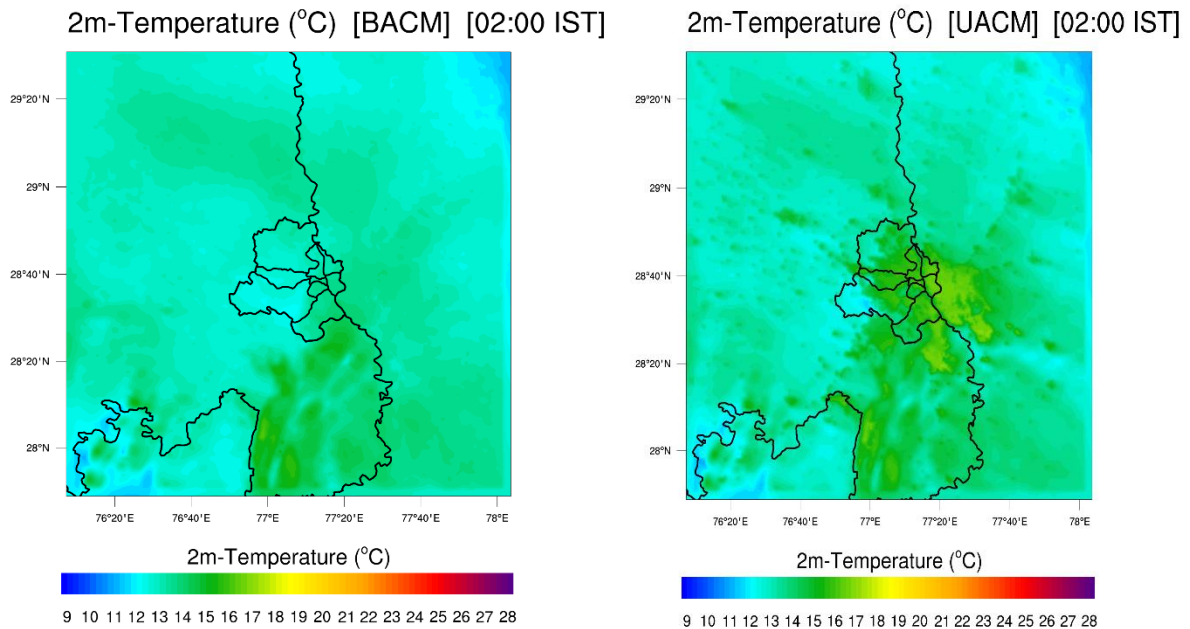 2m-Temperature (°C) [BACM] [02:00 IST]
29°20'N
29°N
28°40'N
28°20'N
28°N
76°20'E 76°40'E 77°E 77°20'E 77°40'E 78°E
2m-Temperature (°C)
9 10 11 12 13 14 15 16 17 18 19 20 21 22 23 24 25 26 27 28
2m-Temperature (°C) [UACM] [02:00 IST]
29°20'N
29°N
28°40'N
28°20'N
28°N
76°20'E 76°40'E 77°E 77°20'E 77°40'E 78°E
2m-Temperature (°C)
9 10 11 12 13 14 15 16 17 18 19 20 21 22 23 24 25 26 27 28